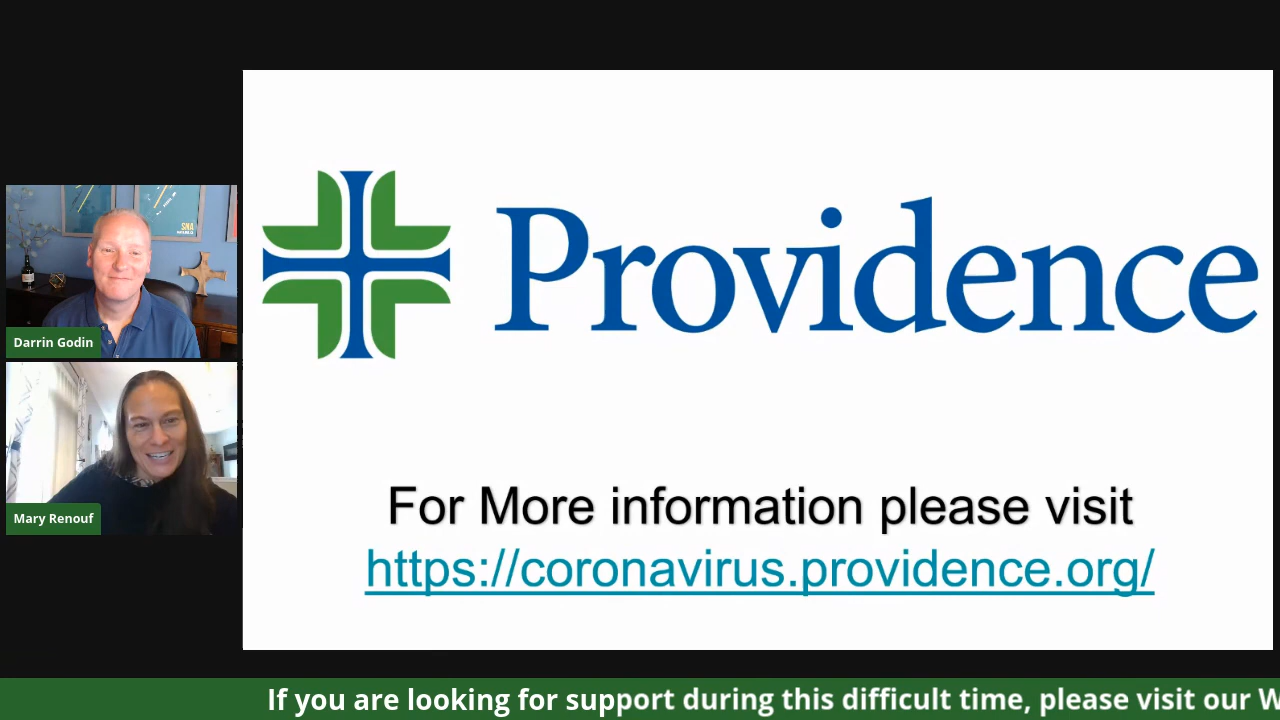 SNA
Darrin Godin
Mary Renouf
Providence
For More information please visit
https://coronavirus.providence.org/
If you are looking for support during this difficult time, please visit our W